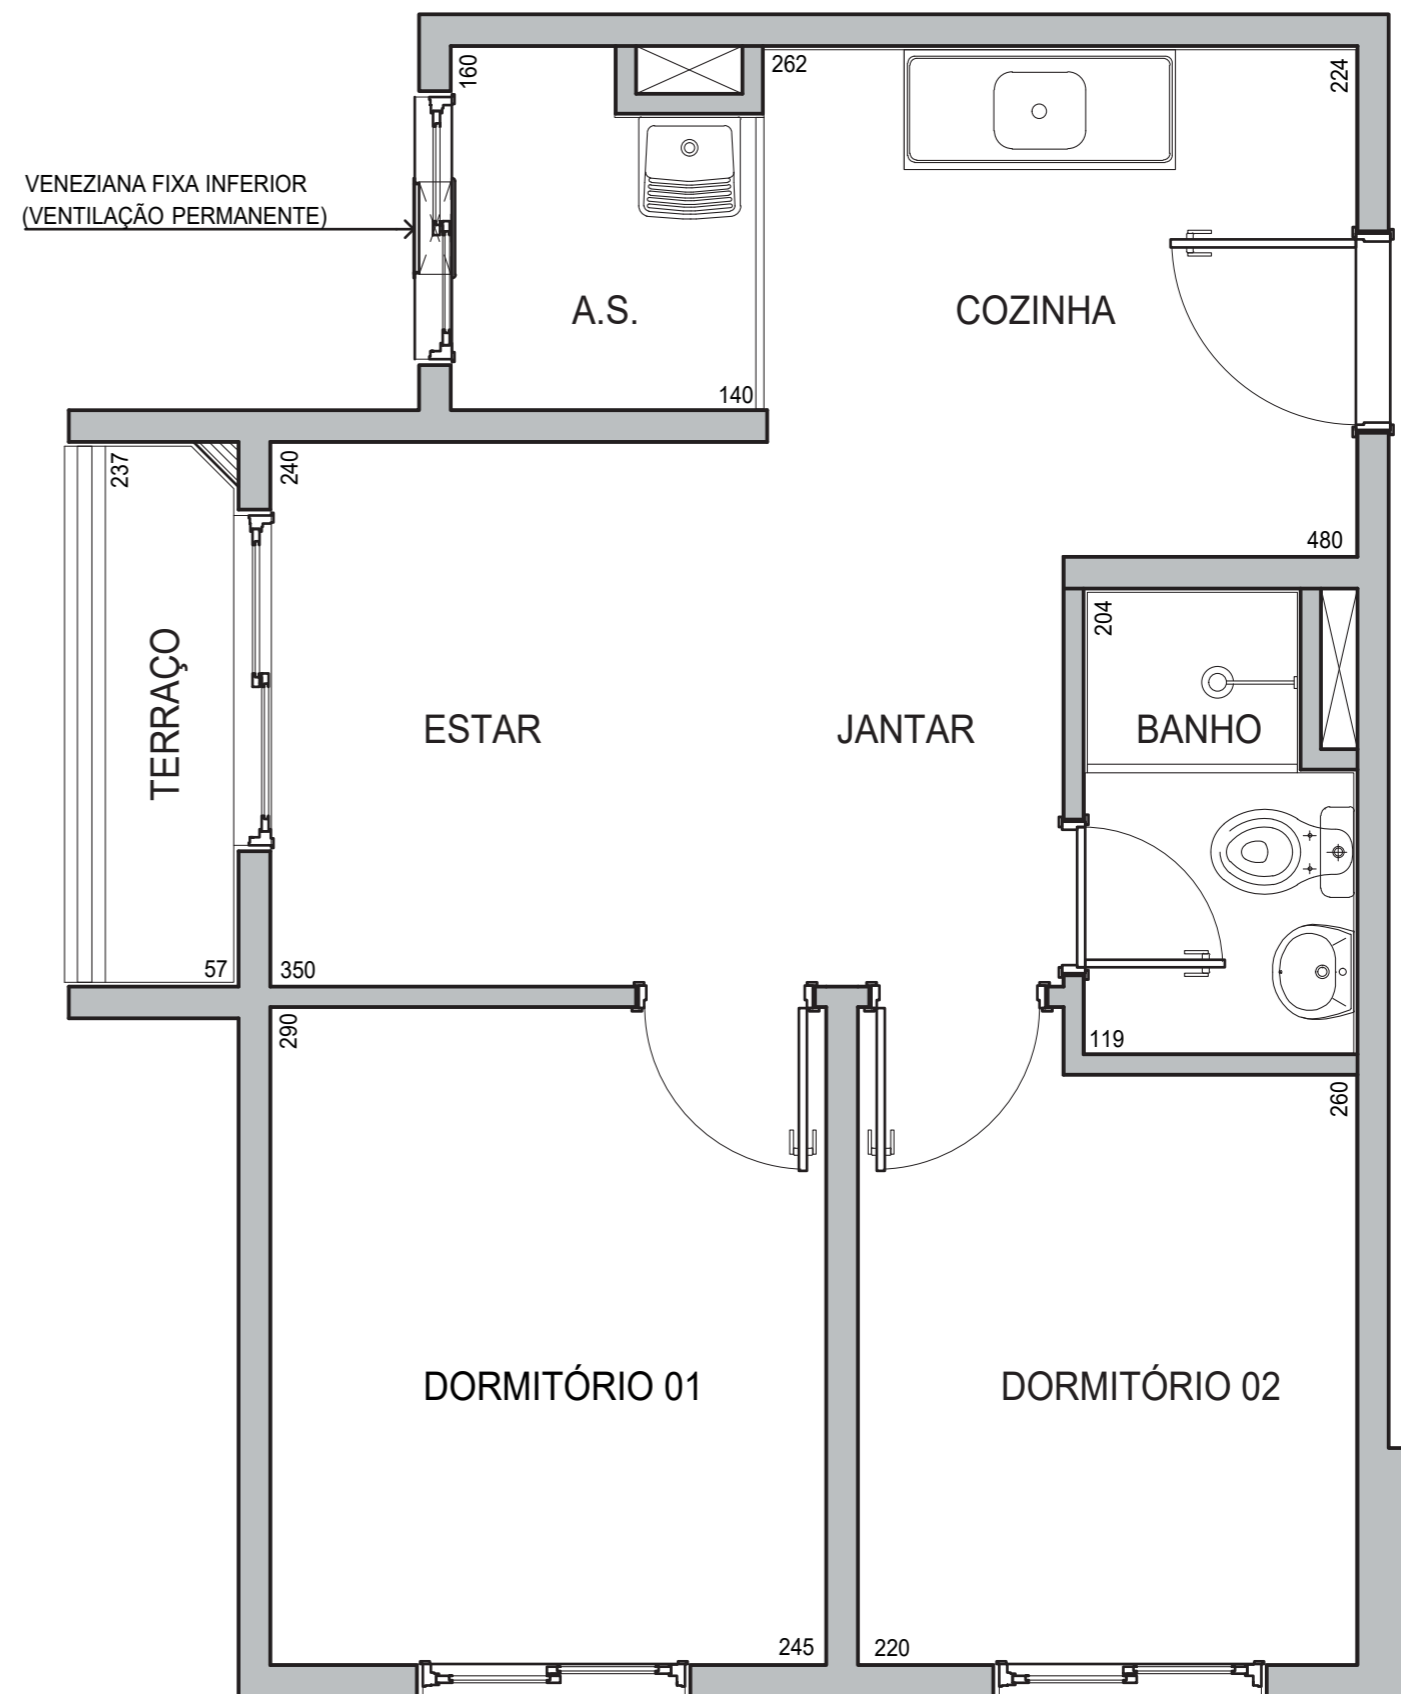 160
262
224
VENEZIANA FIXA INFERIOR
(VENTILAÇÃO PERMANENTE)
A.S.
COZINHA
140
237
240
480
204
TERRAÇO
ESTAR
JANTAR
BANHO
57
350
290
119
260
DORMITÓRIO 01
DORMITÓRIO 02
245
220